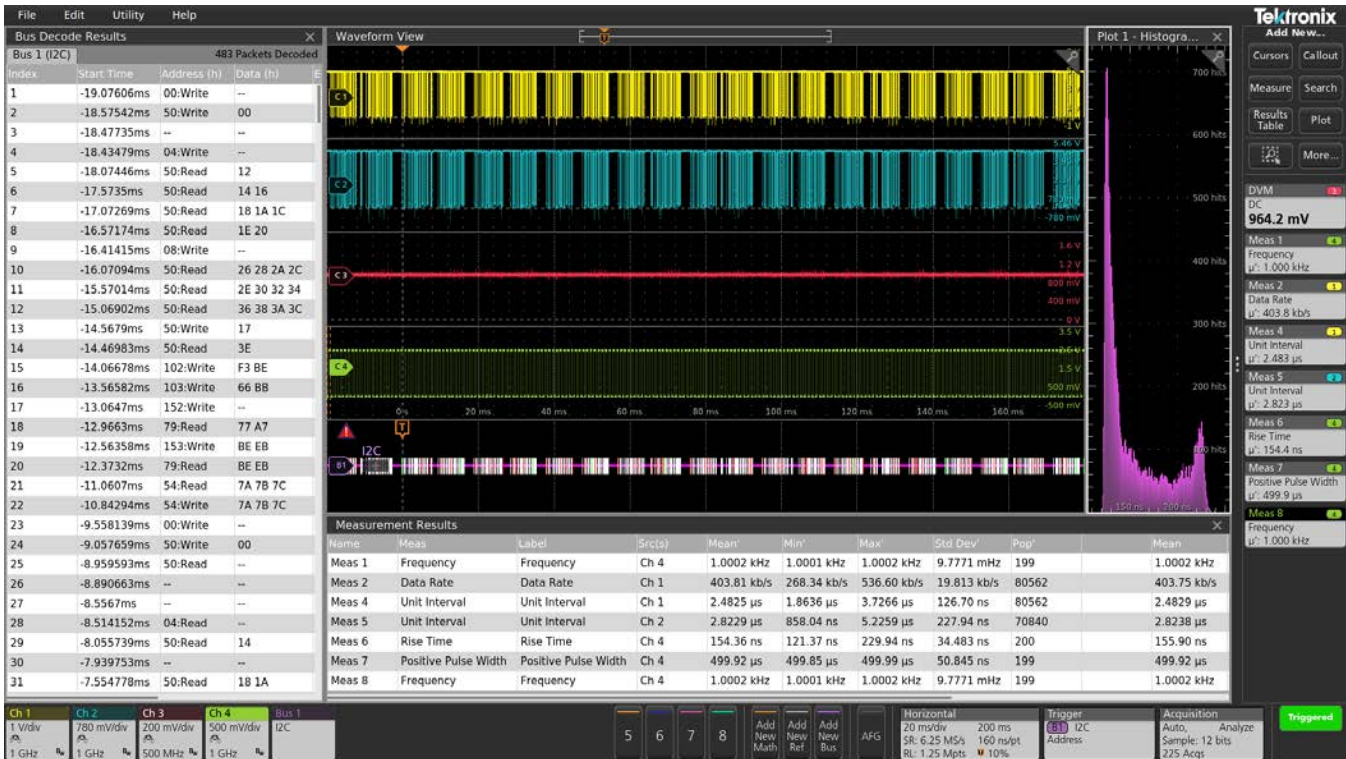 File Edit Utility Help
Tektronix
Bus Decode Results
Bus 1 (I2C) 483 Packets Decoded
Index Start Time Address (h) Data (h) E
1 -19.07606ms 00:Write --
2 -18.57542ms 50:Write 00
3 -18.47735ms -- --
4 -18.43479ms 04:Write --
5 -18.07446ms 50:Read 12
6 -17.5735ms 50:Read 14 16
7 -17.07269ms 50:Read 18 1A 1C
8 -16.57174ms 50:Read 1E 20
9 -16.41415ms 08:Write --
10 -16.07094ms 50:Read 26 28 2A 2C
11 -15.57014ms 50:Read 2E 30 32 34
12 -15.06902ms 50:Read 36 38 3A 3C
13 -14.5679ms 50:Write 17
14 -14.46983ms 50:Read 3E
15 -14.06678ms 102:Write F3 BE
16 -13.56582ms 103:Write 66 BB
17 -13.0647ms 152:Write --
18 -12.9663ms 79:Read 77 A7
19 -12.56358ms 153:Write BE EB
20 -12.3732ms 79:Read BE EB
21 -11.0607ms 54:Read 7A 7B 7C
22 -10.84294ms 54:Write 7A 7B 7C
23 -9.558139ms 00:Write --
24 -9.057659ms 50:Write 00
25 -8.959593ms 50:Read --
26 -8.890663ms -- --
27 -8.5567ms -- --
28 -8.514152ms 04:Read --
29 -8.055739ms 50:Read 14
30 -7.939753ms -- --
31 -7.554778ms 50:Read 18 1A
Waveform View
T
C1
-1 V
5.46 V
C2
-780 mV
1.6 V
1.2 V
C3
800 mV
400 mV
0 V
3.5 V
2.5 V
C4
1.5 V
500 mV
-500 mV
0 s 20 ms 40 ms 60 ms 80 ms 100 ms 120 ms 140 ms 160 ms
T
I2C
B1
Plot 1 - Histogra...
700 hits
600 hits
500 hits
400 hits
300 hits
200 hits
100 hits
150 ns 200 ns
Measurement Results
Name Meas Label Src(s) Mean' Min' Max' Std Dev' Pop' Mean
Meas 1 Frequency Frequency Ch 4 1.0002 kHz 1.0001 kHz 1.0002 kHz 9.7771 mHz 199 1.0002 kHz
Meas 2 Data Rate Data Rate Ch 1 403.81 kb/s 268.34 kb/s 536.60 kb/s 19.813 kb/s 80562 403.75 kb/s
Meas 4 Unit Interval Unit Interval Ch 1 2.4825 µs 1.8636 µs 3.7266 µs 126.70 ns 80562 2.4829 µs
Meas 5 Unit Interval Unit Interval Ch 2 2.8229 µs 858.04 ns 5.2259 µs 227.94 ns 70840 2.8238 µs
Meas 6 Rise Time Rise Time Ch 4 154.36 ns 121.37 ns 229.94 ns 34.483 ns 200 155.90 ns
Meas 7 Positive Pulse Width Positive Pulse Width Ch 4 499.92 µs 499.85 µs 499.99 µs 50.845 ns 199 499.92 µs
Meas 8 Frequency Frequency Ch 4 1.0002 kHz 1.0001 kHz 1.0002 kHz 9.7771 mHz 199 1.0002 kHz
Add New...
Cursors Callout
Measure Search
Results Table Plot
More...
DVM 3
DC
964.2 mV
Meas 1 4
Frequency
µ': 1.000 kHz
Meas 2 1
Data Rate
µ': 403.8 kb/s
Meas 4 1
Unit Interval
µ': 2.483 µs
Meas 5 2
Unit Interval
µ': 2.823 µs
Meas 6 4
Rise Time
µ': 154.4 ns
Meas 7 4
Positive Pulse Width
µ': 499.9 µs
Meas 8 4
Frequency
µ': 1.000 kHz
Ch 1
1 V/div
1 GHz
Ch 2
780 mV/div
1 GHz
Ch 3
200 mV/div
500 MHz
Ch 4
500 mV/div
1 GHz
Bus 1
I2C
5 6 7 8
Add New Math
Add New Ref
Add New Bus
AFG
Horizontal
20 ms/div 200 ms
SR: 6.25 MS/s 160 ns/pt
RL: 1.25 Mpts 10%
Trigger
B1 I2C
Address
Acquisition
Auto, Analyze
Sample: 12 bits
225 Acqs
Triggered